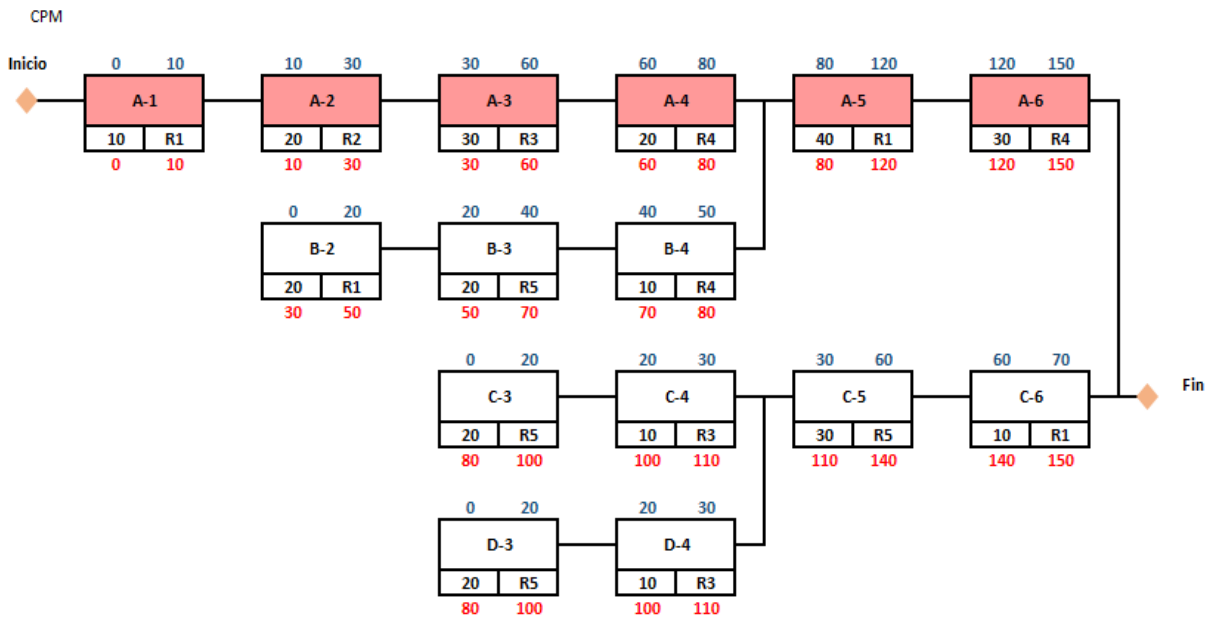 CPM
Inicio
0 10 10 30 30 60 60 80 80 120 120 150
A-1 A-2 A-3 A-4 A-5 A-6
10 R1 20 R2 30 R3 20 R4 40 R1 30 R4
0 10 10 30 30 60 60 80 80 120 120 150
0 20 20 40 40 50
B-2 B-3 B-4
20 R1 20 R5 10 R4
30 50 50 70 70 80
0 20 20 30 30 60 60 70
C-3 C-4 C-5 C-6 Fin
20 R5 10 R3 30 R5 10 R1
80 100 100 110 110 140 140 150
0 20 20 30
D-3 D-4
20 R5 10 R3
80 100 100 110